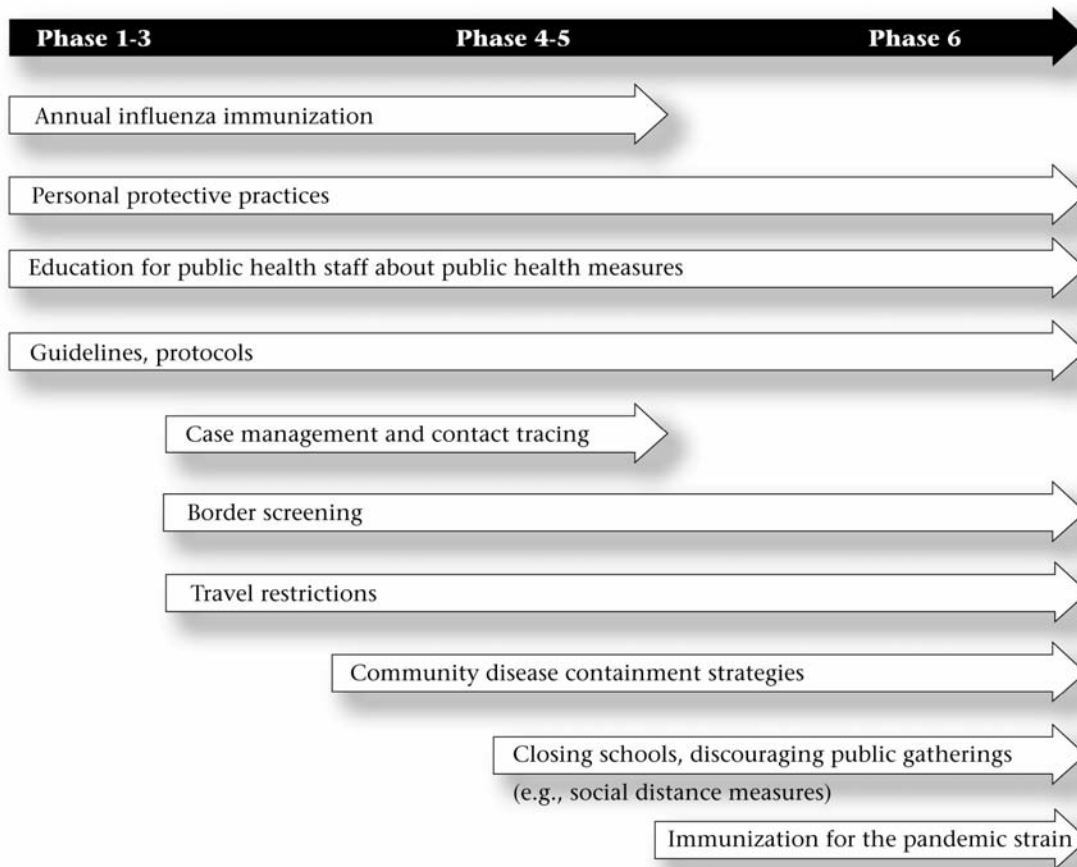 Phase 1-3 Phase 4-5 Phase 6
Annual influenza immunization
Personal protective practices
Education for public health staff about public health measures
Guidelines, protocols
Case management and contact tracing
Border screening
Travel restrictions
Community disease containment strategies
Closing schools, discouraging public gatherings
(e.g., social distance measures)
Immunization for the pandemic strain